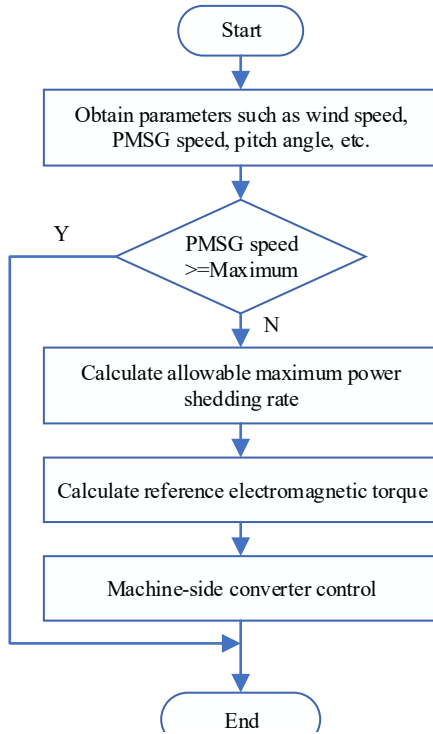 Start
Obtain parameters such as wind speed,
PMSG speed, pitch angle, etc.
Y
PMSG speed
>=Maximum
N
Calculate allowable maximum power
shedding rate
Calculate reference electromagnetic torque
Machine-side converter control
End